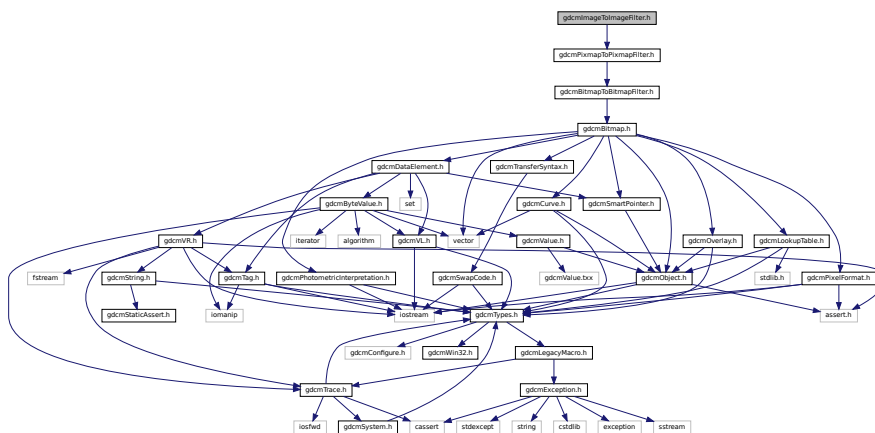 gdcmImageToImageFilter.h
gdcmPixmapToPixmapFilter.h
gdcmBitmapToBitmapFilter.h
gdcmBitmap.h
gdcmDataElement.h
gdcmTransferSyntax.h
gdcmByteValue.h
set
gdcmCurve.h
gdcmSmartPointer.h
gdcmVR.h
iterator
algorithm
gdcmVL.h
vector
gdcmValue.h
gdcmOverlay.h
gdcmLookupTable.h
fstream
gdcmString.h
gdcmTag.h
gdcmPhotometricInterpretation.h
gdcmSwapCode.h
gdcmValue.txx
gdcmObject.h
stdlib.h
gdcmPixelFormat.h
gdcmStaticAssert.h
iomanip
iostream
gdcmTypes.h
assert.h
gdcmConfigure.h
gdcmWin32.h
gdcmLegacyMacro.h
gdcmTrace.h
gdcmException.h
iosfwd
gdcmSystem.h
cassert
stdexcept
string
cstdlib
exception
sstream